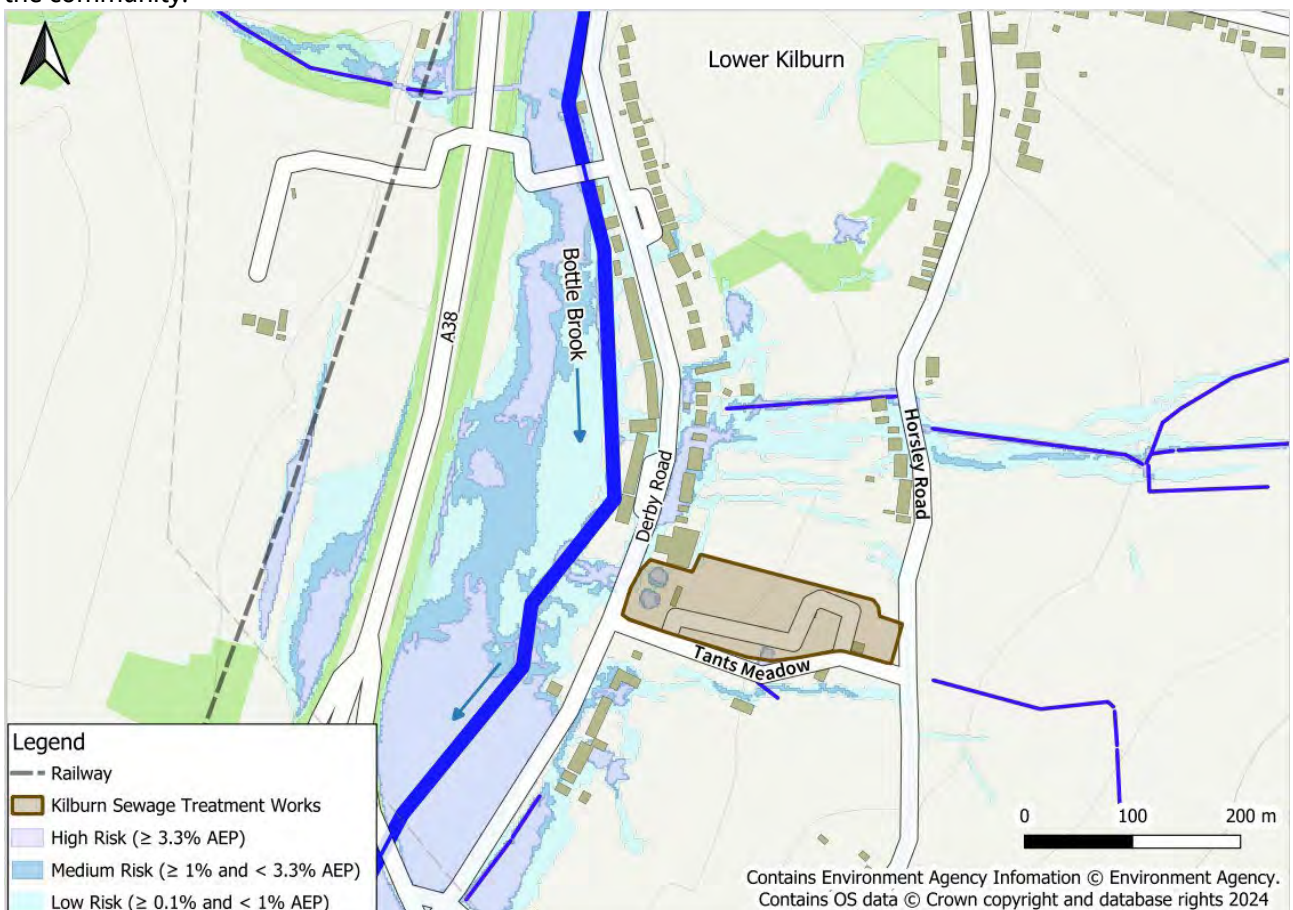 the community.
Lower Kilburn
A38
Bottle Brook
Derby Road
Horsley Road
Tants Meadow
Legend
Railway
Kilburn Sewage Treatment Works
High Risk (≥ 3.3% AEP)
Medium Risk (≥ 1% and < 3.3% AEP)
Low Risk (≥ 0.1% and < 1% AEP)
0 100 200 m
Contains Environment Agency Infomation © Environment Agency.
Contains OS data © Crown copyright and database rights 2024